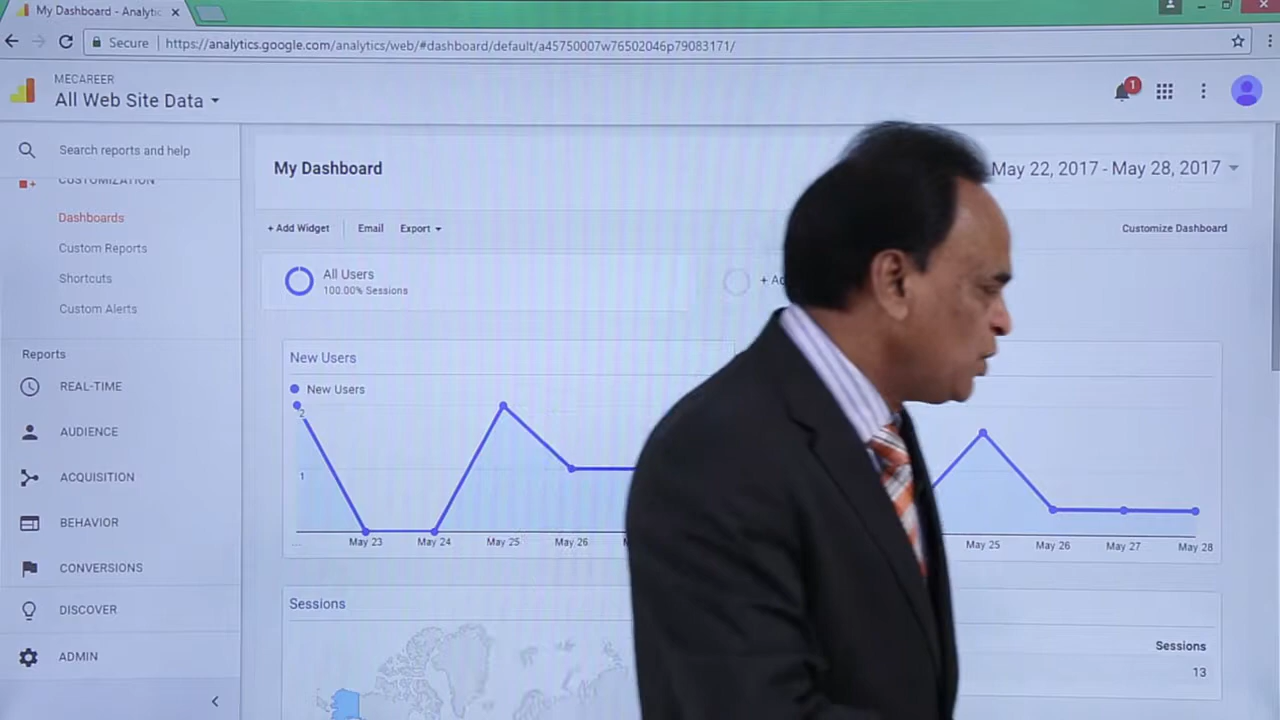 My Dashboard - Analytic
Secure
https://analytics.google.com/analytics/web/#dashboard/default/a45750007w76502046p79083171/
MECAREER
All Web Site Data
1
Search reports and help
CUSTOMIZATION
Dashboards
Custom Reports
Shortcuts
Custom Alerts
Reports
REAL-TIME
AUDIENCE
ACQUISITION
BEHAVIOR
CONVERSIONS
DISCOVER
ADMIN
My Dashboard
May 22, 2017 - May 28, 2017
+ Add Widget
Email
Export
Customize Dashboard
All Users
100.00% Sessions
New Users
New Users
2
1
... May 23 May 24 May 25 May 26
May 25 May 26 May 27 May 28
Sessions
Sessions
13